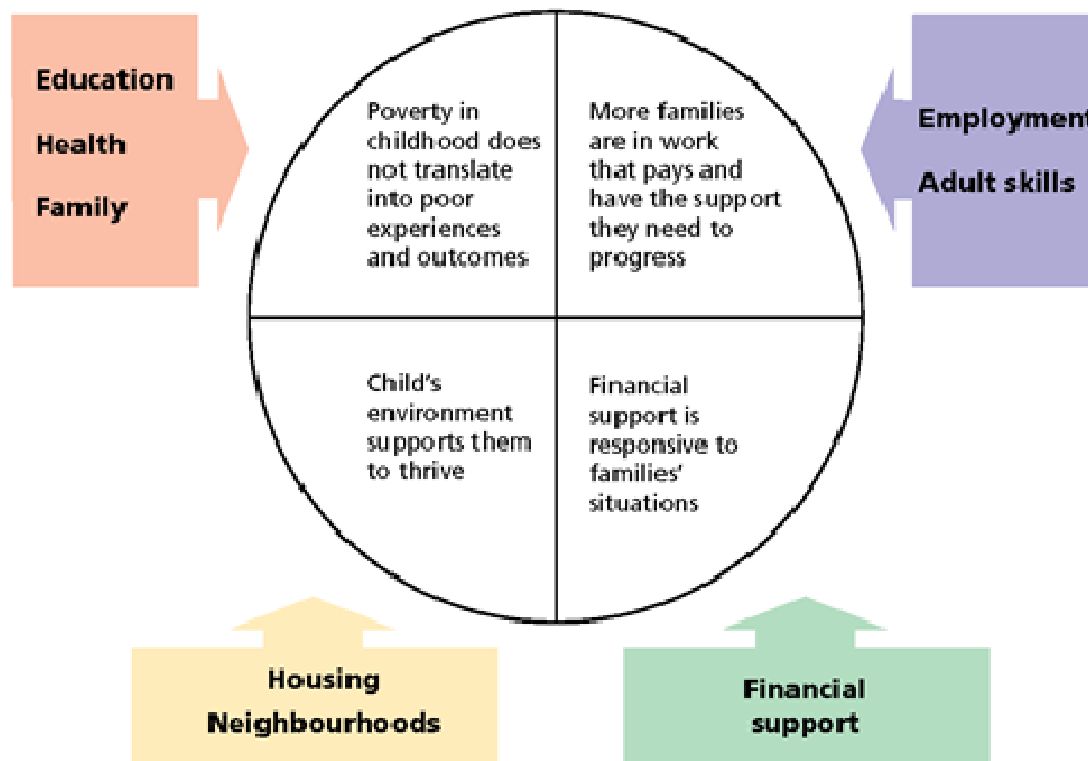 Education
Health
Family
Poverty in
childhood does
not translate
into poor
experiences
and outcomes
More families
are in work
that pays and
have the support
they need to
progress
Employment
Adult skills
Child's
environment
supports them
to thrive
Financial
support is
responsive to
families'
situations
Housing
Neighbourhoods
Financial
support